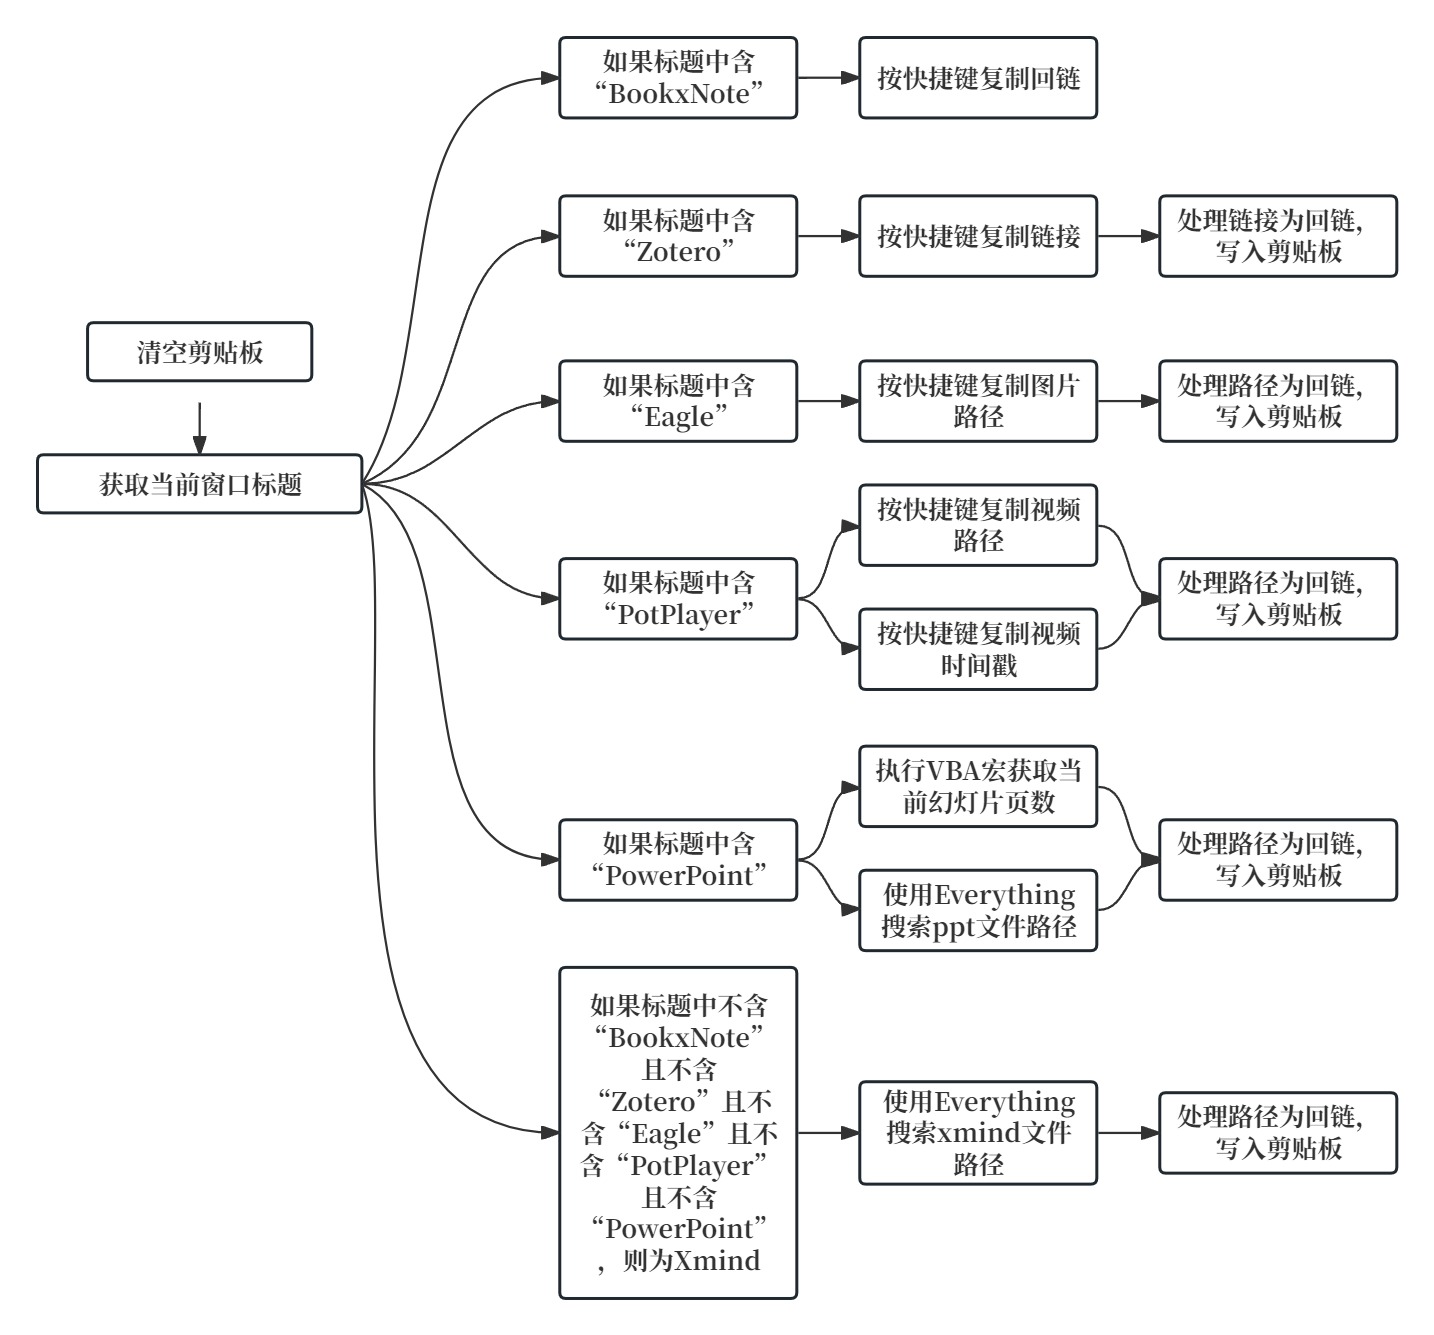 清空剪贴板
获取当前窗口标题
如果标题中含
“BookxNote”
按快捷键复制回链
如果标题中含
“Zotero”
按快捷键复制链接
处理链接为回链，
写入剪贴板
如果标题中含
“Eagle”
按快捷键复制图片
路径
处理路径为回链，
写入剪贴板
如果标题中含
“PotPlayer”
按快捷键复制视频
路径
按快捷键复制视频
时间戳
处理路径为回链，
写入剪贴板
如果标题中含
“PowerPoint”
执行VBA宏获取当
前幻灯片页数
使用Everything
搜索ppt文件路径
处理路径为回链，
写入剪贴板
如果标题中不含
“BookxNote”
且不含
“Zotero”且不
含“Eagle”且不
含“PotPlayer”
且不含
“PowerPoint”
，则为Xmind
使用Everything
搜索xmind文件
路径
处理路径为回链，
写入剪贴板